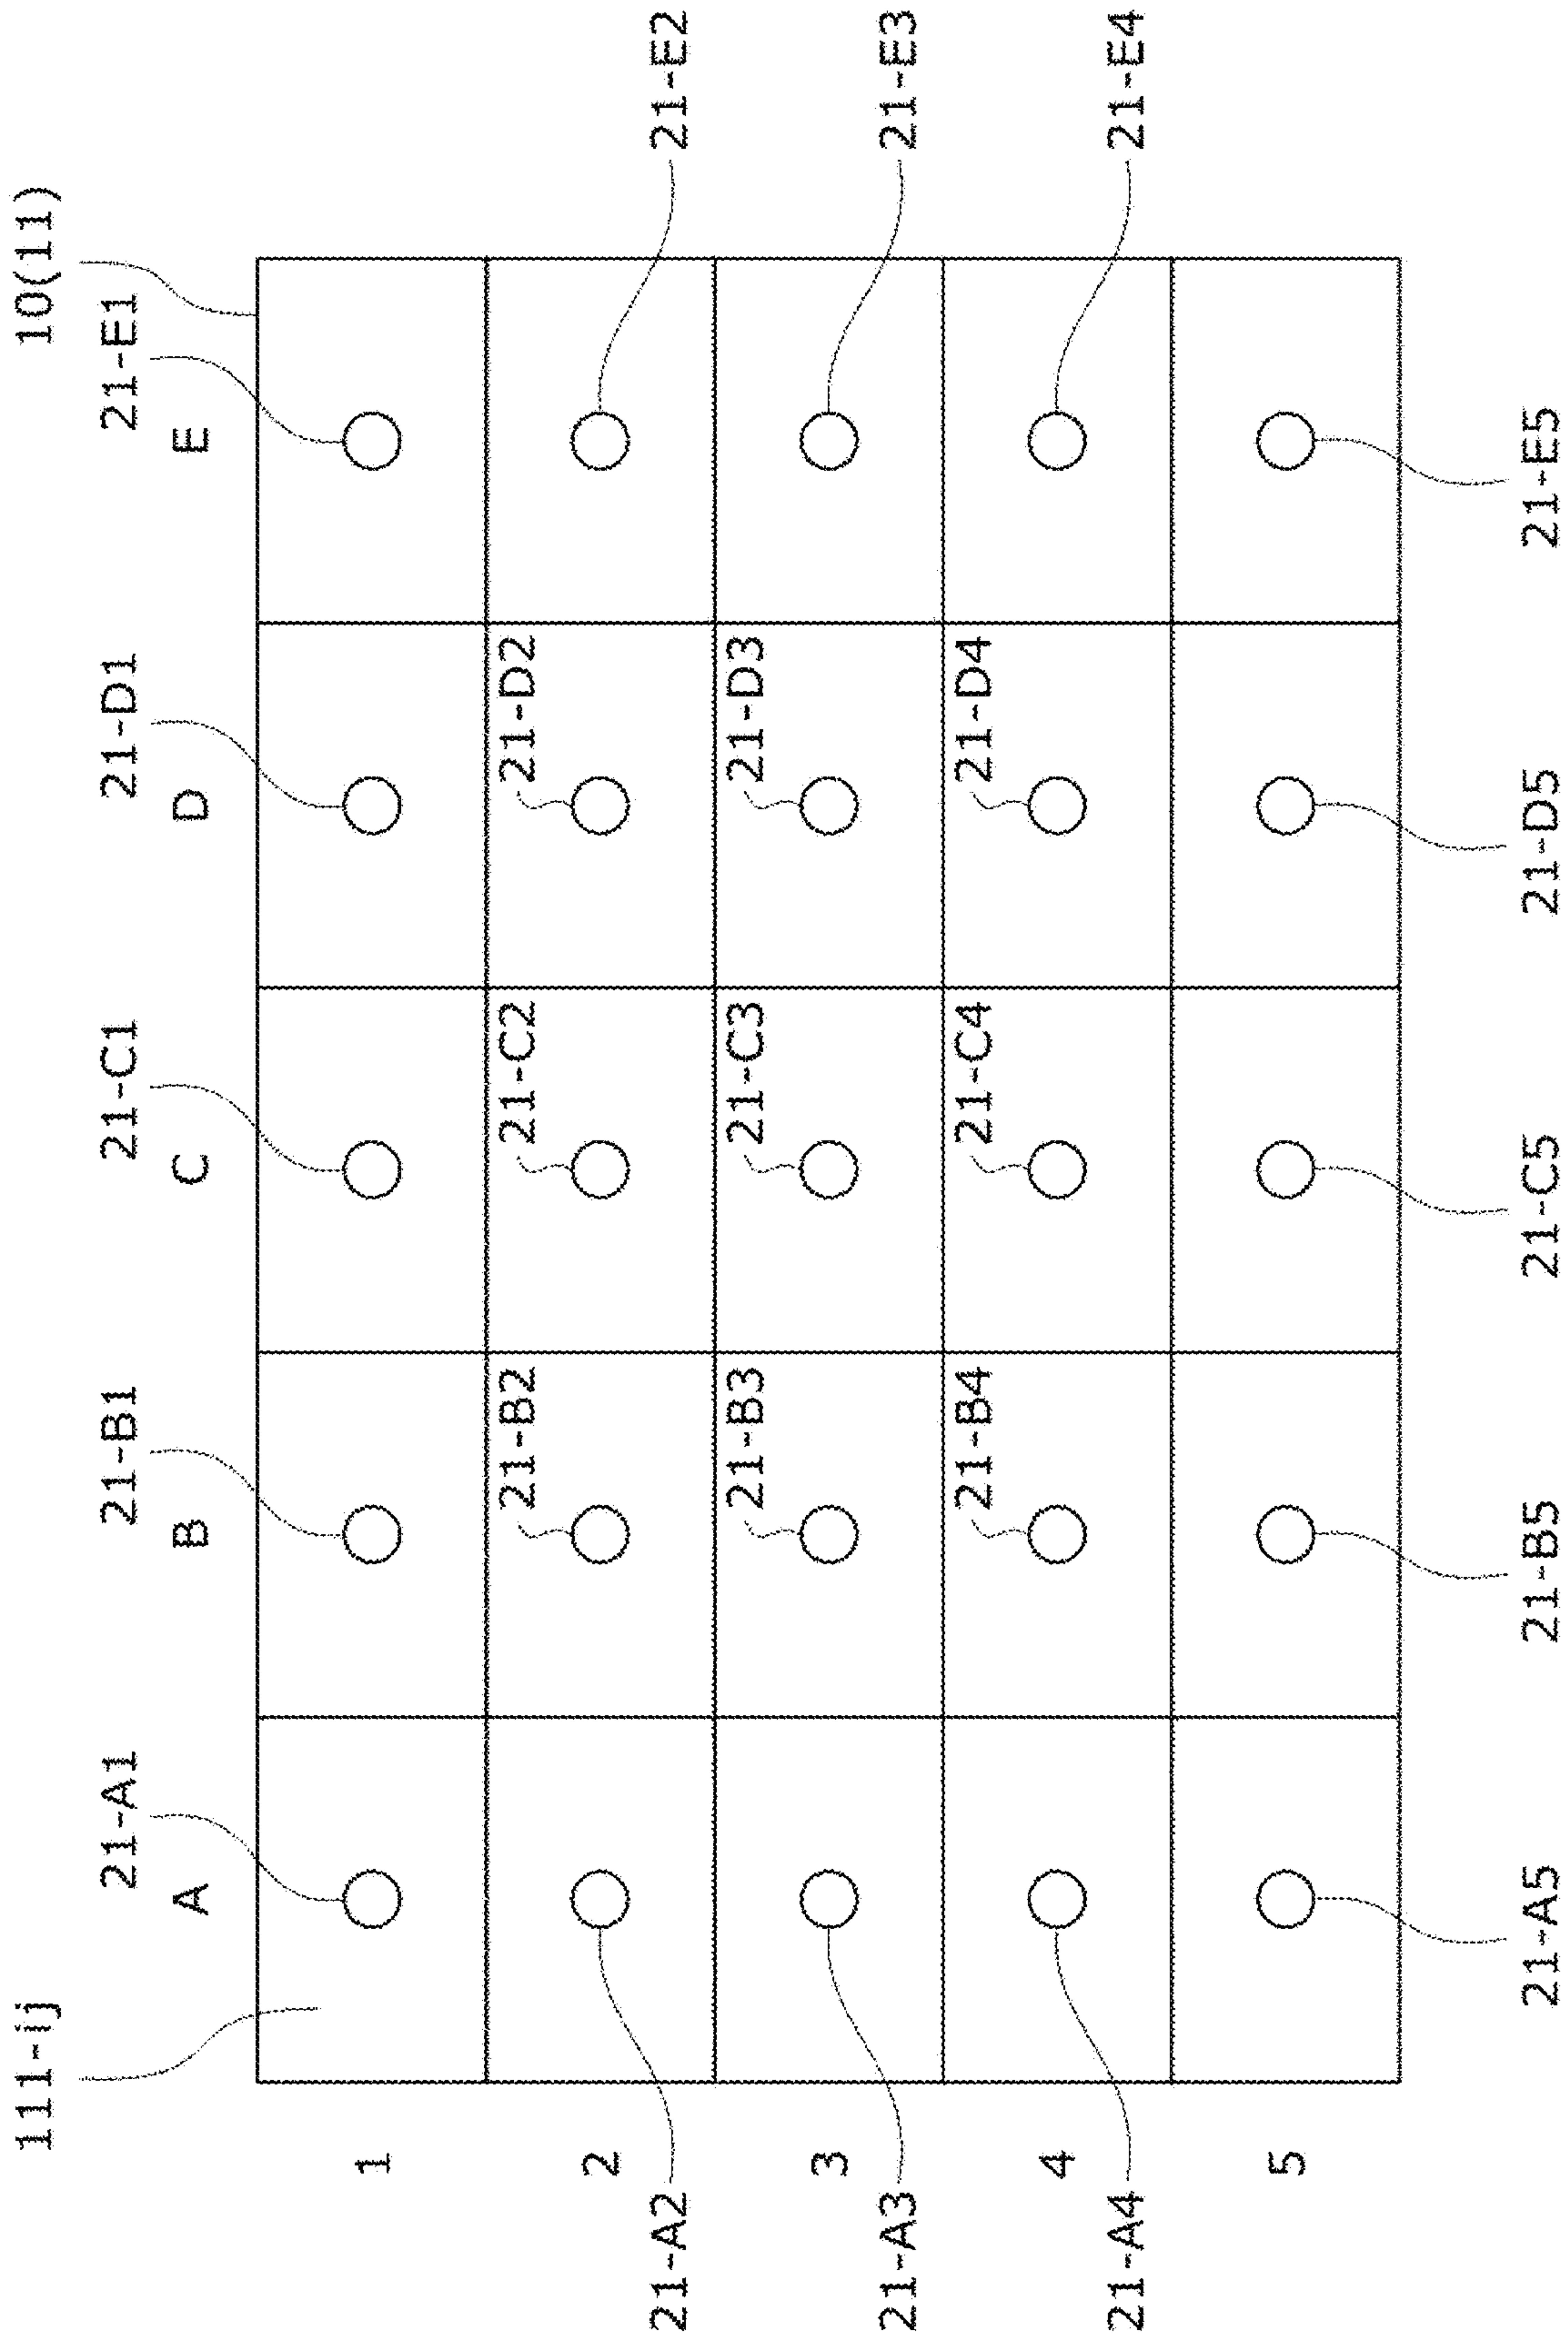 111-ij
10(11)
21-A1
21-B1
21-C1
21-D1
21-E1
A
B
C
D
E
1
2
21-B2
21-C2
21-D2
21-A2
21-E2
3
21-B3
21-C3
21-D3
21-A3
21-E3
4
21-B4
21-C4
21-D4
21-A4
21-E4
5
21-A5
21-B5
21-C5
21-D5
21-E5